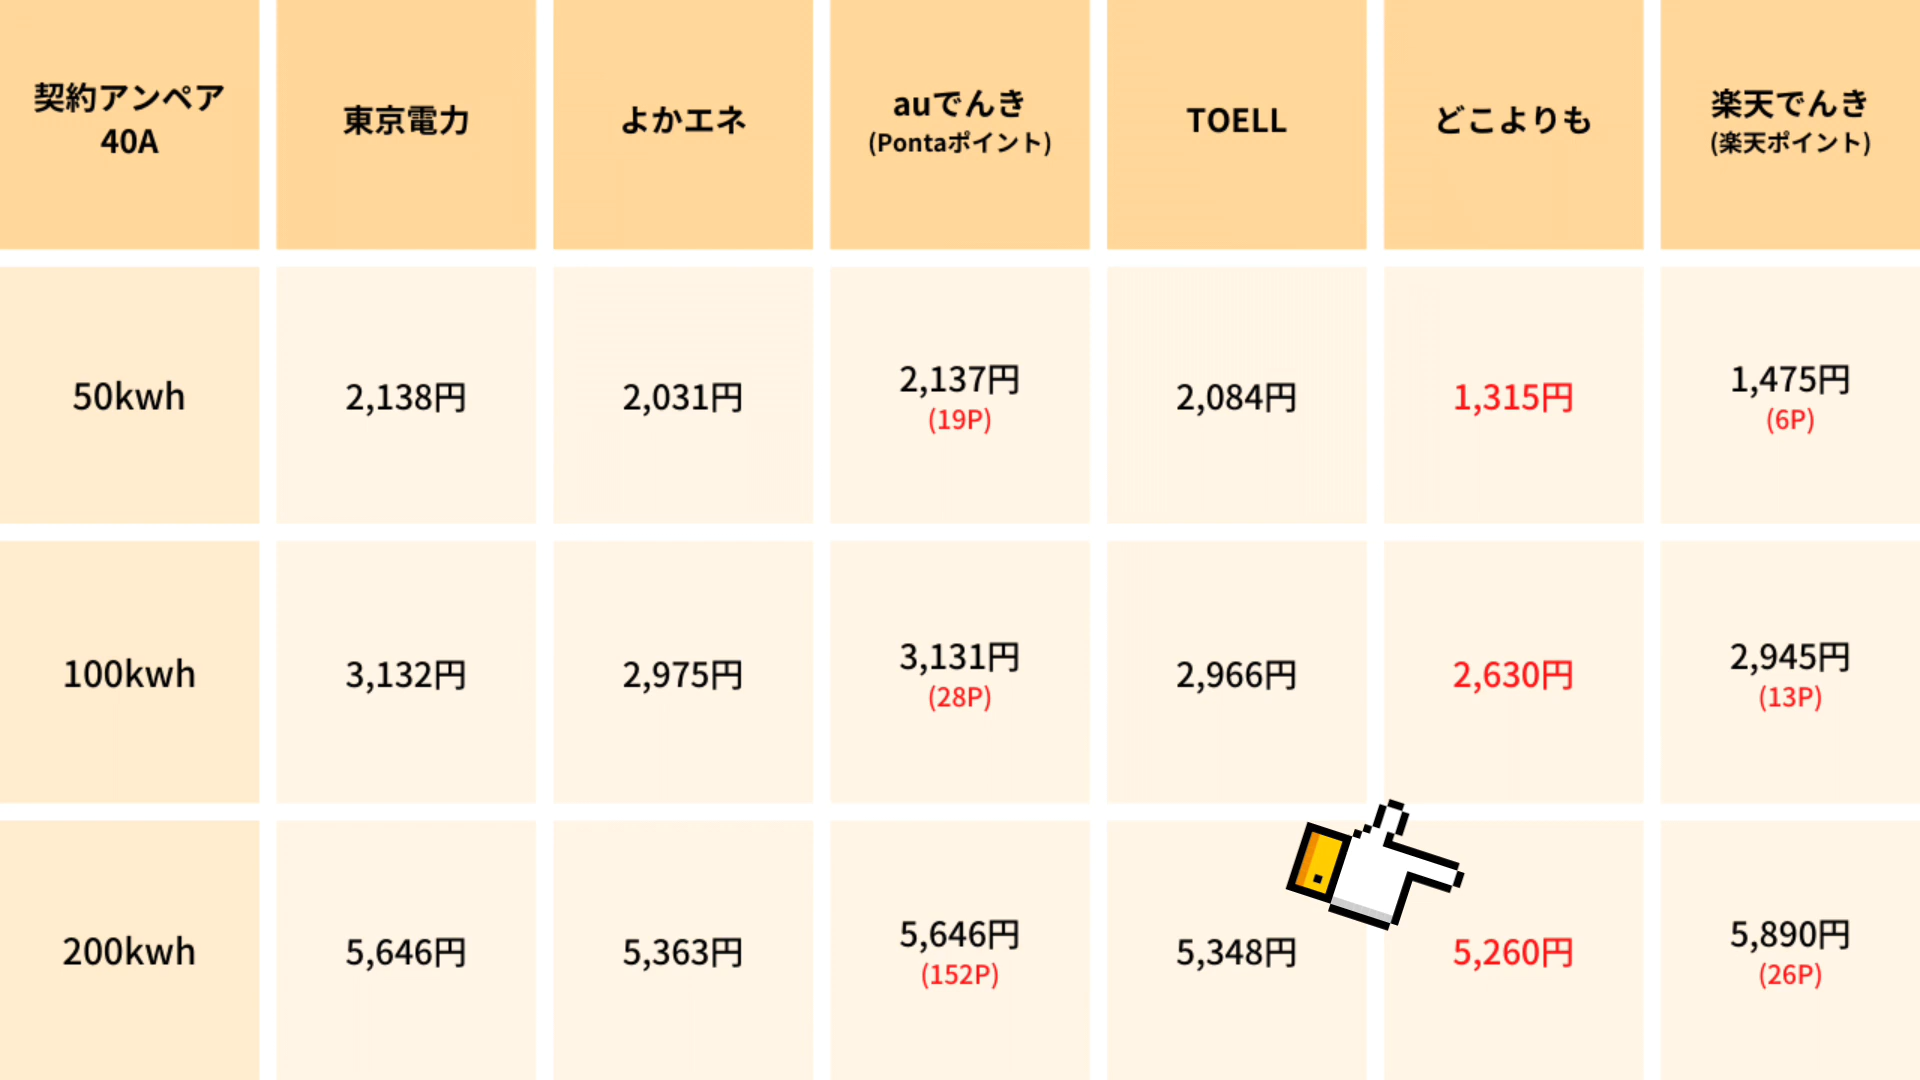 契約アンペア
40A
東京電力
よかエネ
auでんき
(Pontaポイント)
TOELL
どこよりも
楽天でんき
(楽天ポイント)
50kwh
2,138円
2,031円
2,137円
(19P)
2,084円
1,315円
1,475円
(6P)
100kwh
3,132円
2,975円
3,131円
(28P)
2,966円
2,630円
2,945円
(13P)
200kwh
5,646円
5,363円
5,646円
(152P)
5,348円
5,260円
5,890円
(26P)